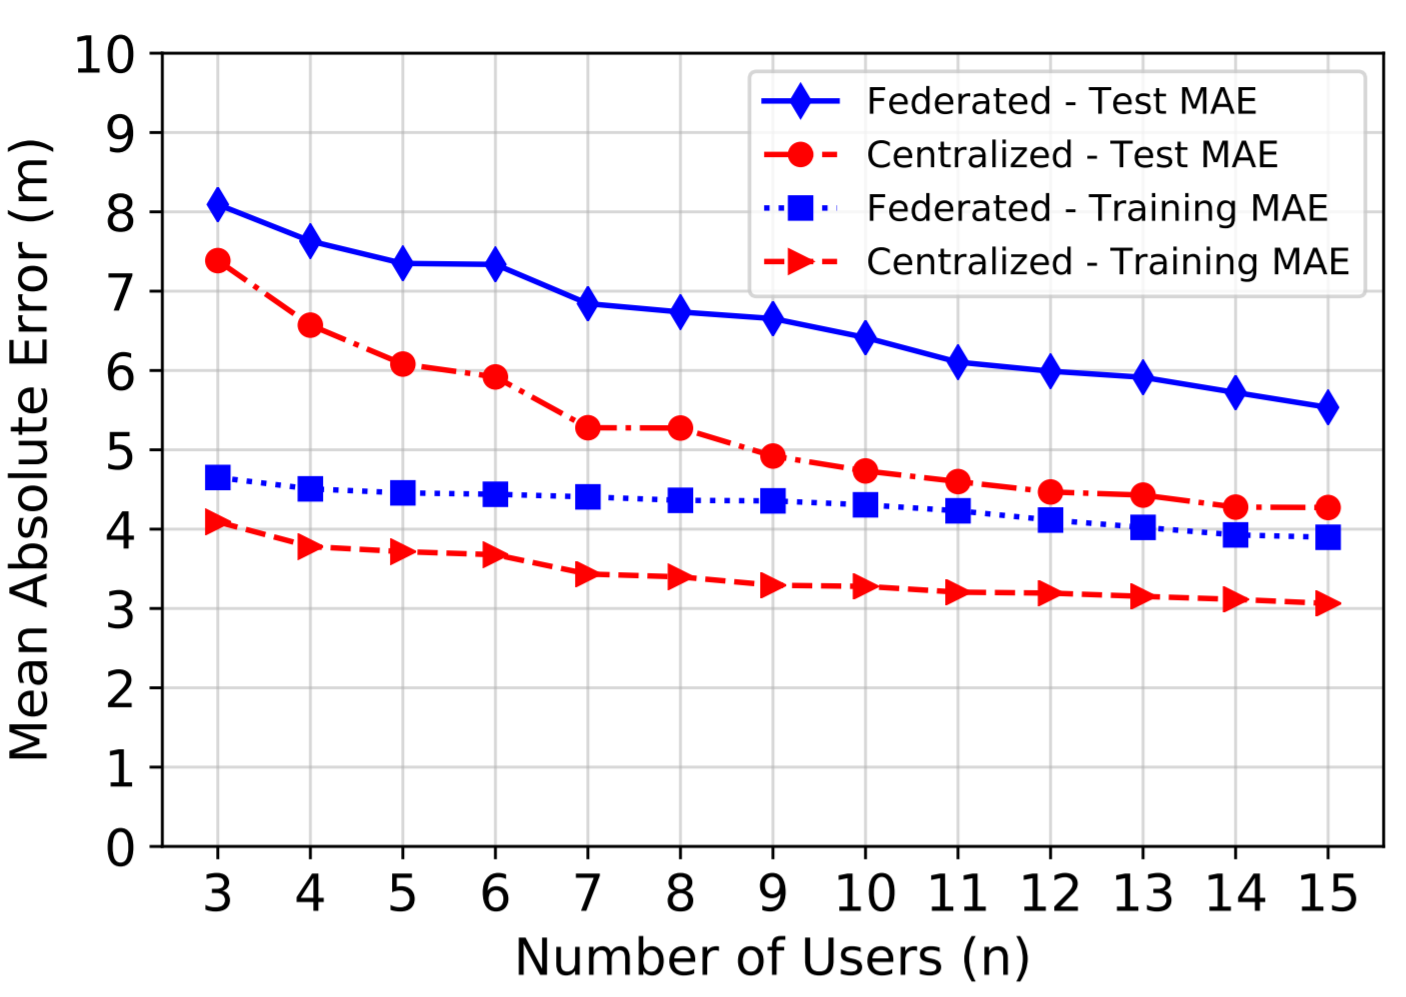 Mean Absolute Error (m)
10
9
8
7
6
5
4
3
2
1
0
Federated - Test MAE
Centralized - Test MAE
Federated - Training MAE
Centralized - Training MAE
3 4 5 6 7 8 9 10 11 12 13 14 15
Number of Users (n)